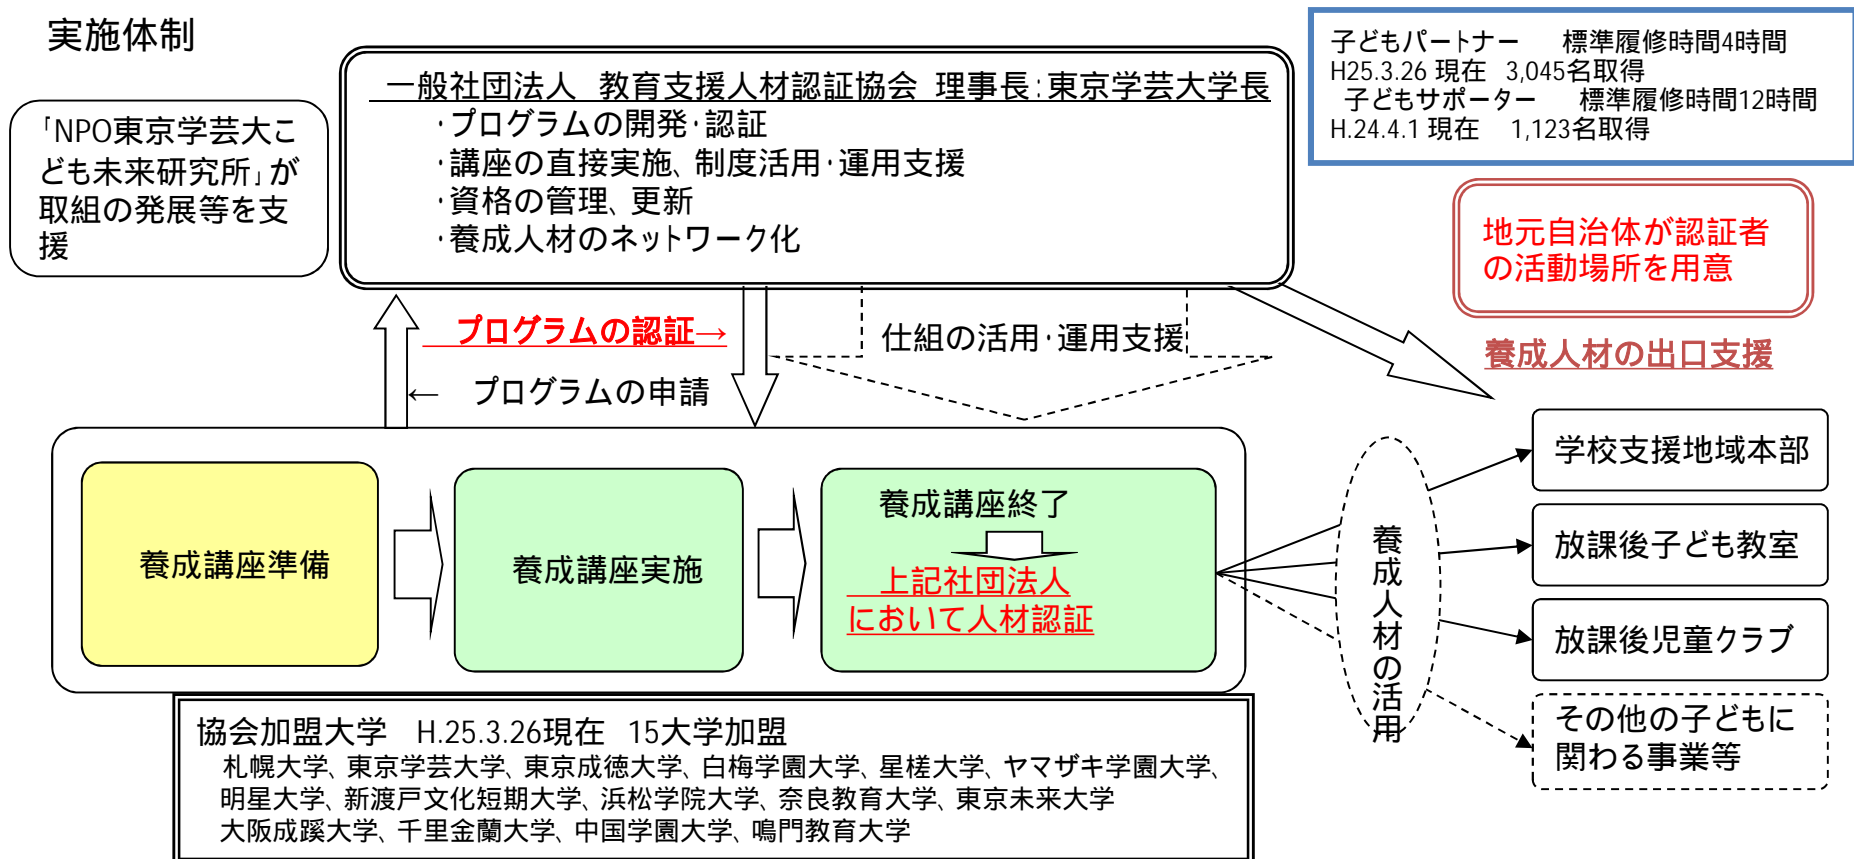 実施体制
子どもパートナー　標準履修時間4時間
H25.3.26 現在　3,045名取得
子どもサポーター　標準履修時間12時間
H.24.4.1 現在　1,123名取得
一般社団法人　教育支援人材認証協会　理事長：東京学芸大学長
・プログラムの開発・認証
・講座の直接実施、制度活用・運用支援
・資格の管理、更新
・養成人材のネットワーク化
「NPO東京学芸大こ
ども未来研究所」が
取組の発展等を支
援
地元自治体が認証者
の活動場所を用意
プログラムの認証→
仕組の活用・運用支援
養成人材の出口支援
← プログラムの申請
養成講座準備
養成講座実施
養成講座終了
上記社団法人
において人材認証
養成人材の活用
学校支援地域本部
放課後子ども教室
放課後児童クラブ
その他の子どもに
関わる事業等
協会加盟大学　H.25.3.26現在　15大学加盟
札幌大学、東京学芸大学、東京成徳大学、白梅学園大学、星槎大学、ヤマザキ学園大学、
明星大学、新渡戸文化短期大学、浜松学院大学、奈良教育大学、東京未来大学
大阪成蹊大学、千里金蘭大学、中国学園大学、鳴門教育大学